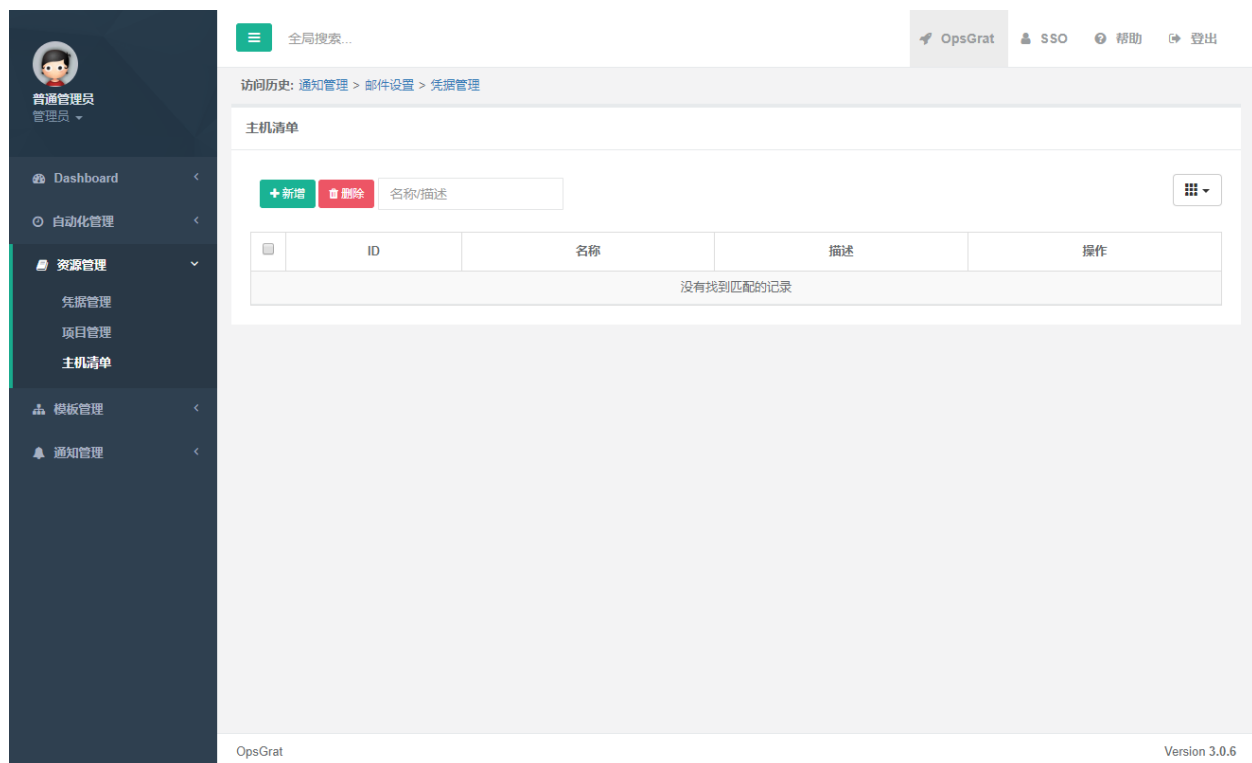 全局搜索...
OpsGrat
SSO
帮助
登出
普通管理员
管理员
Dashboard
自动化管理
资源管理
凭据管理
项目管理
主机清单
模板管理
通知管理
访问历史: 通知管理 > 邮件设置 > 凭据管理
主机清单
新增 删除 名称/描述
ID 名称 描述 操作
没有找到匹配的记录
OpsGrat
Version 3.0.6